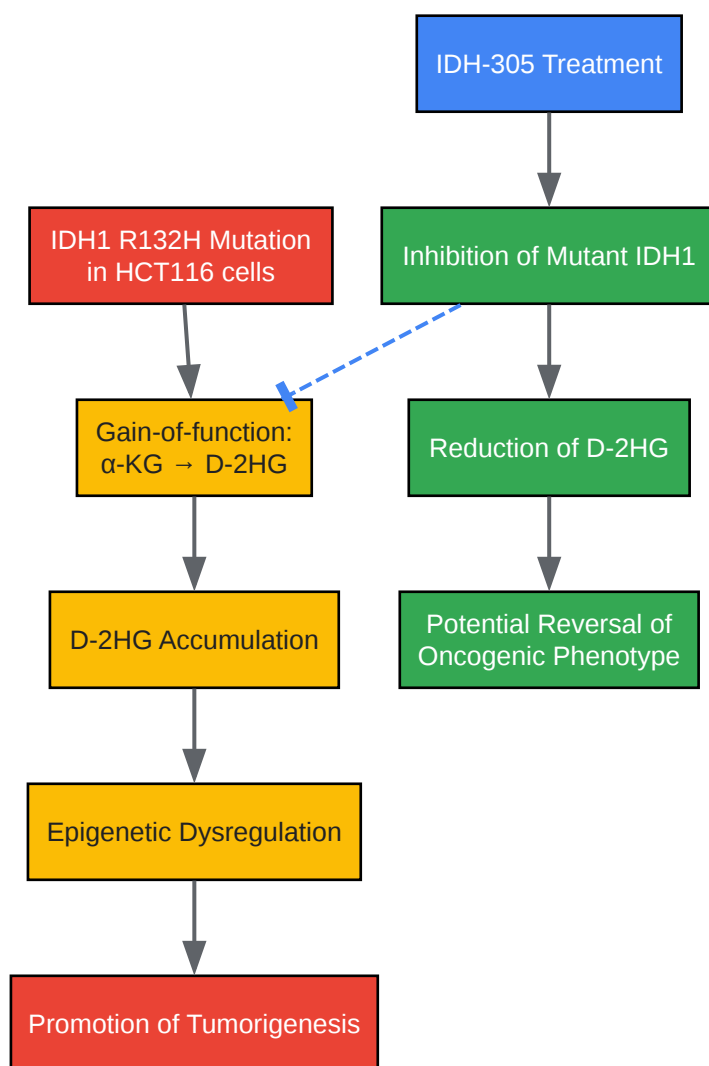 IDH-305 Treatment
IDH1 R132H Mutation
in HCT116 cells
Inhibition of Mutant IDH1
Gain-of-function:
α-KG → D-2HG
Reduction of D-2HG
D-2HG Accumulation
Potential Reversal of
Oncogenic Phenotype
Epigenetic Dysregulation
Promotion of Tumorigenesis